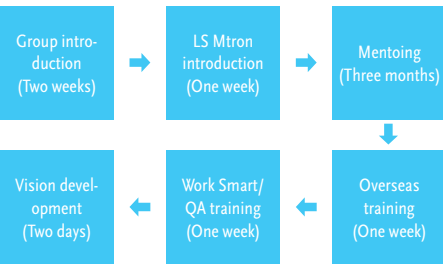 Group intro-
duction
(Two weeks)
LS Mtron
introduction
(One week)
Mentoing
(Three months)
Overseas
training
(One week)
Work Smart/
QA training
(One week)
Vision devel-
opment
(Two days)